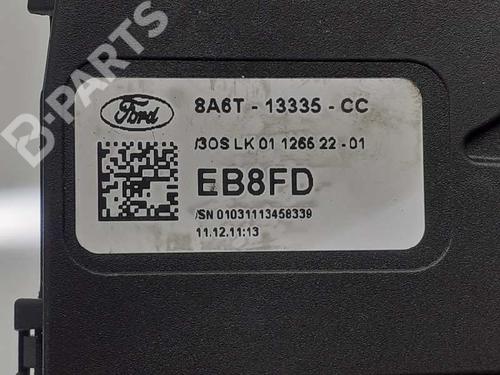 B-PARTS
Ford
8A6T - 13335 - CC
/3OS LK 01 1266 22 - 01
EB8FD
/SN 01031113458339
11.12.11:13